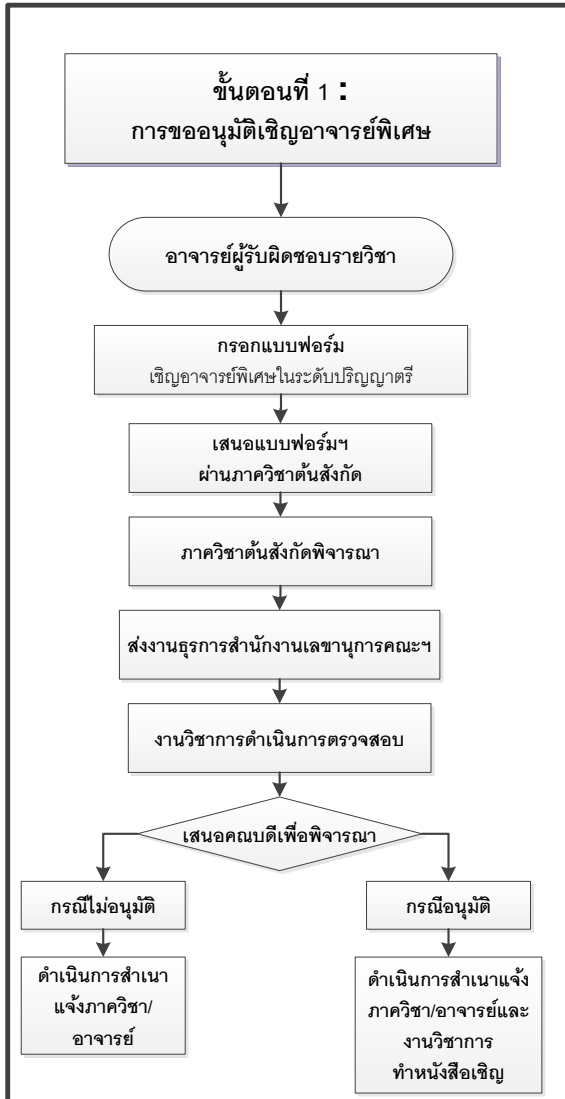 ขั้นตอนที่ 1 :
การขออนุมัติเชิญอาจารย์พิเศษ
อาจารย์ผู้รับผิดชอบรายวิชา
กรอกแบบฟอร์ม
เชิญอาจารย์พิเศษในระดับปริญญาตรี
เสนอแบบฟอร์มฯ
ผ่านภาควิชาต้นสังกัด
ภาควิชาต้นสังกัดพิจารณา
ส่งงานธุรการสำนักงานเลขานุการคณะฯ
งานวิชาการดำเนินการตรวจสอบ
เสนอคณบดีเพื่อพิจารณา
กรณีไม่อนุมัติ
ดำเนินการสำเนา
แจ้งภาควิชา/
อาจารย์
กรณีอนุมัติ
ดำเนินการสำเนาแจ้ง
ภาควิชา/อาจารย์และ
งานวิชาการ
ทำหนังสือเชิญ